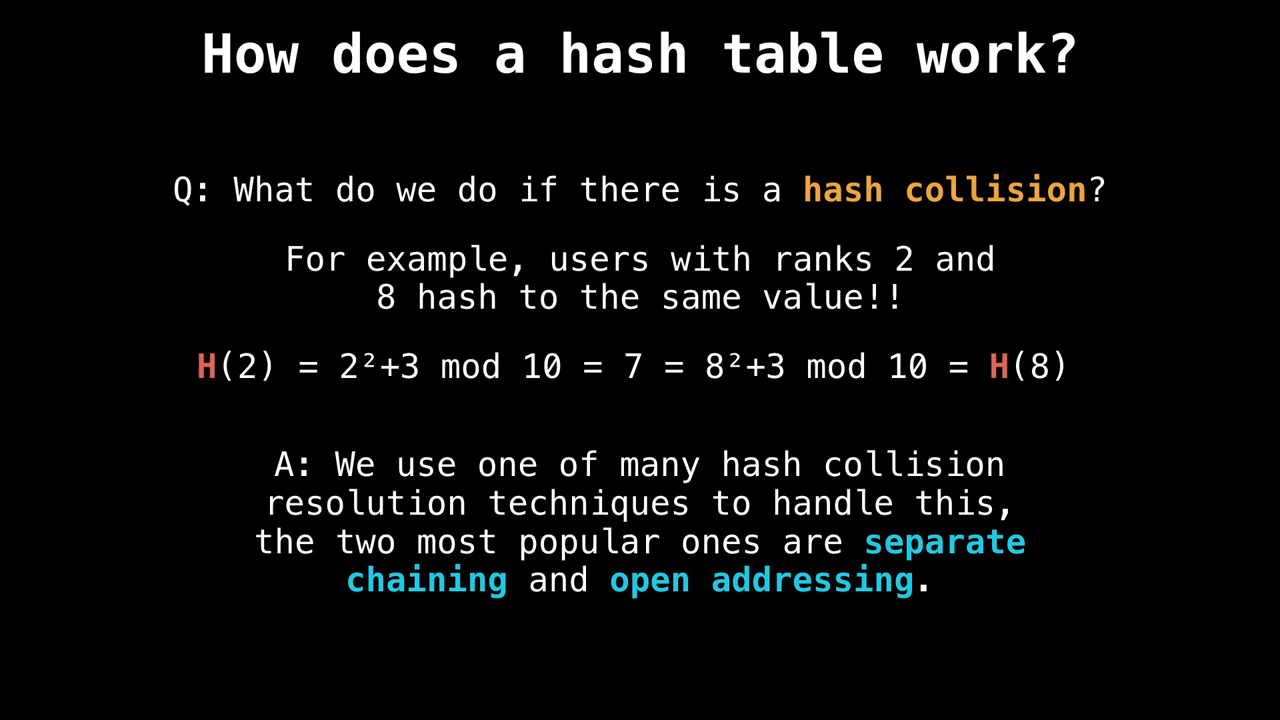 How does a hash table work?
Q: What do we do if there is a hash collision?
For example, users with ranks 2 and
8 hash to the same value!!
H(2) = 2²+3 mod 10 = 7 = 8²+3 mod 10 = H(8)
A: We use one of many hash collision
resolution techniques to handle this,
the two most popular ones are separate
chaining and open addressing.